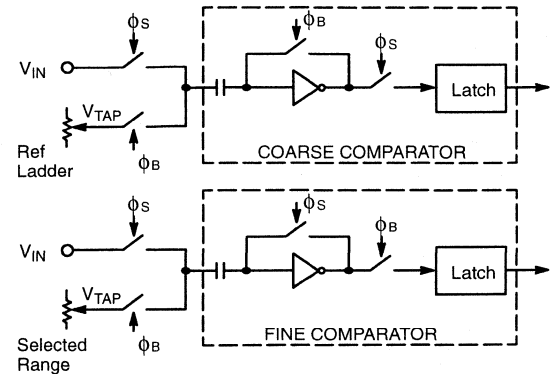 ϕS
ϕB
ϕS
VIN
VTAP
Latch
Ref
Ladder
ϕB
COARSE COMPARATOR
ϕS
ϕS
ϕB
VIN
VTAP
Latch
Selected
Range
ϕB
FINE COMPARATOR